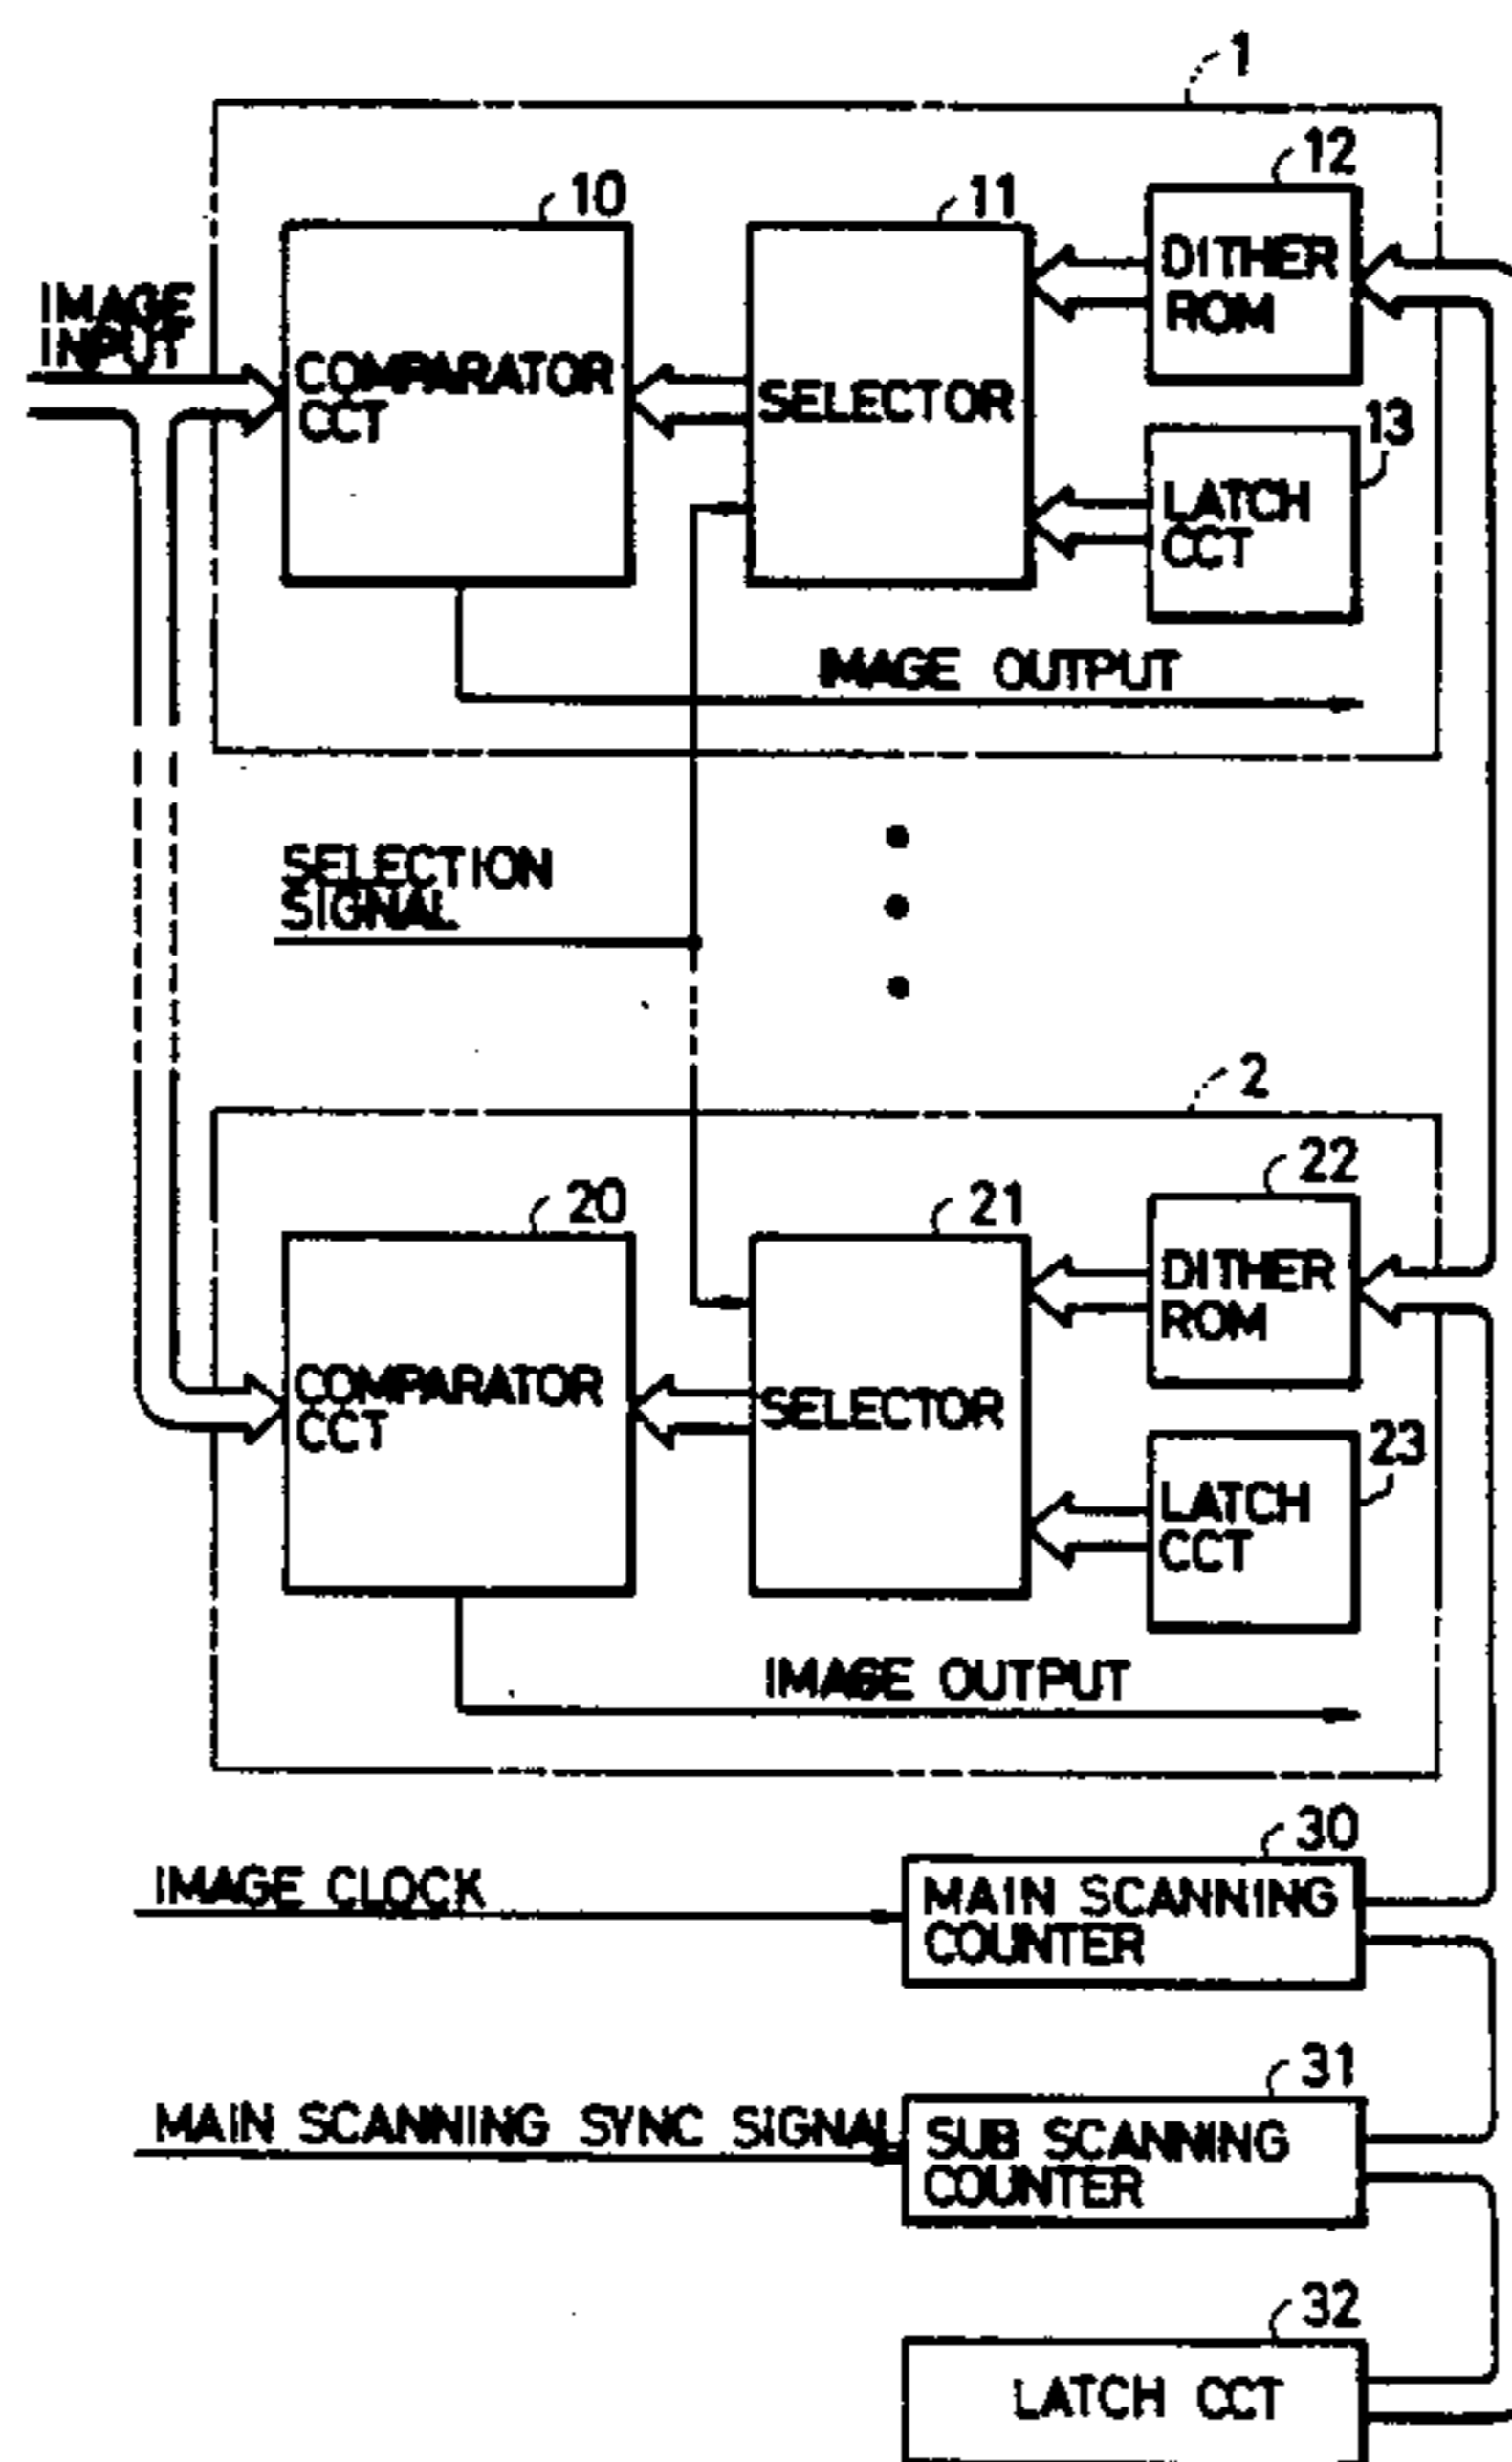 1
12
10
11
IMAGE
INPUT
DITHER
ROM
COMPARATOR
CCT
SELECTOR
13
LATCH
CCT
IMAGE OUTPUT
SELECTION
SIGNAL
2
22
20
21
DITHER
ROM
COMPARATOR
CCT
SELECTOR
23
LATCH
CCT
IMAGE OUTPUT
30
IMAGE CLOCK
MAIN SCANNING
COUNTER
31
MAIN SCANNING SYNC SIGNAL
SUB SCANNING
COUNTER
32
LATCH CCT